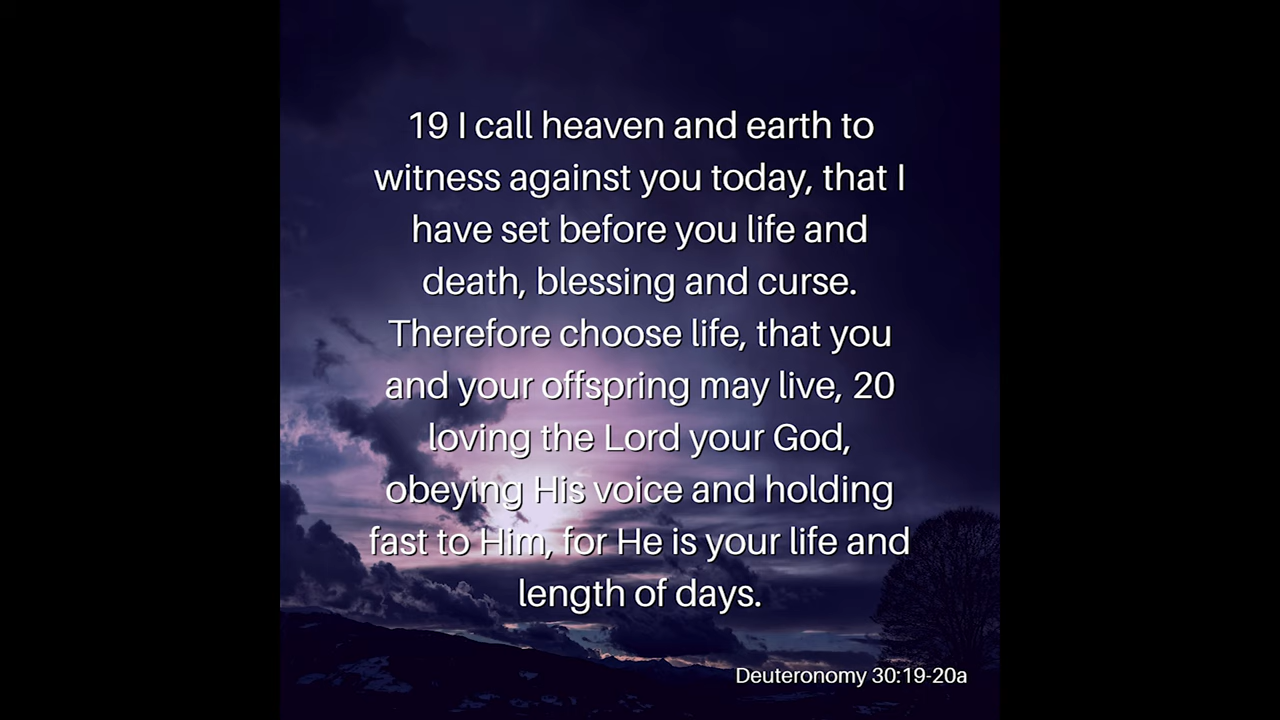 19 I call heaven and earth to
witness against you today, that I
have set before you life and
death, blessing and curse.
Therefore choose life, that you
and your offspring may live, 20
loving the Lord your God,
obeying His voice and holding
fast to Him, for He is your life and
length of days.
Deuteronomy 30:19-20a